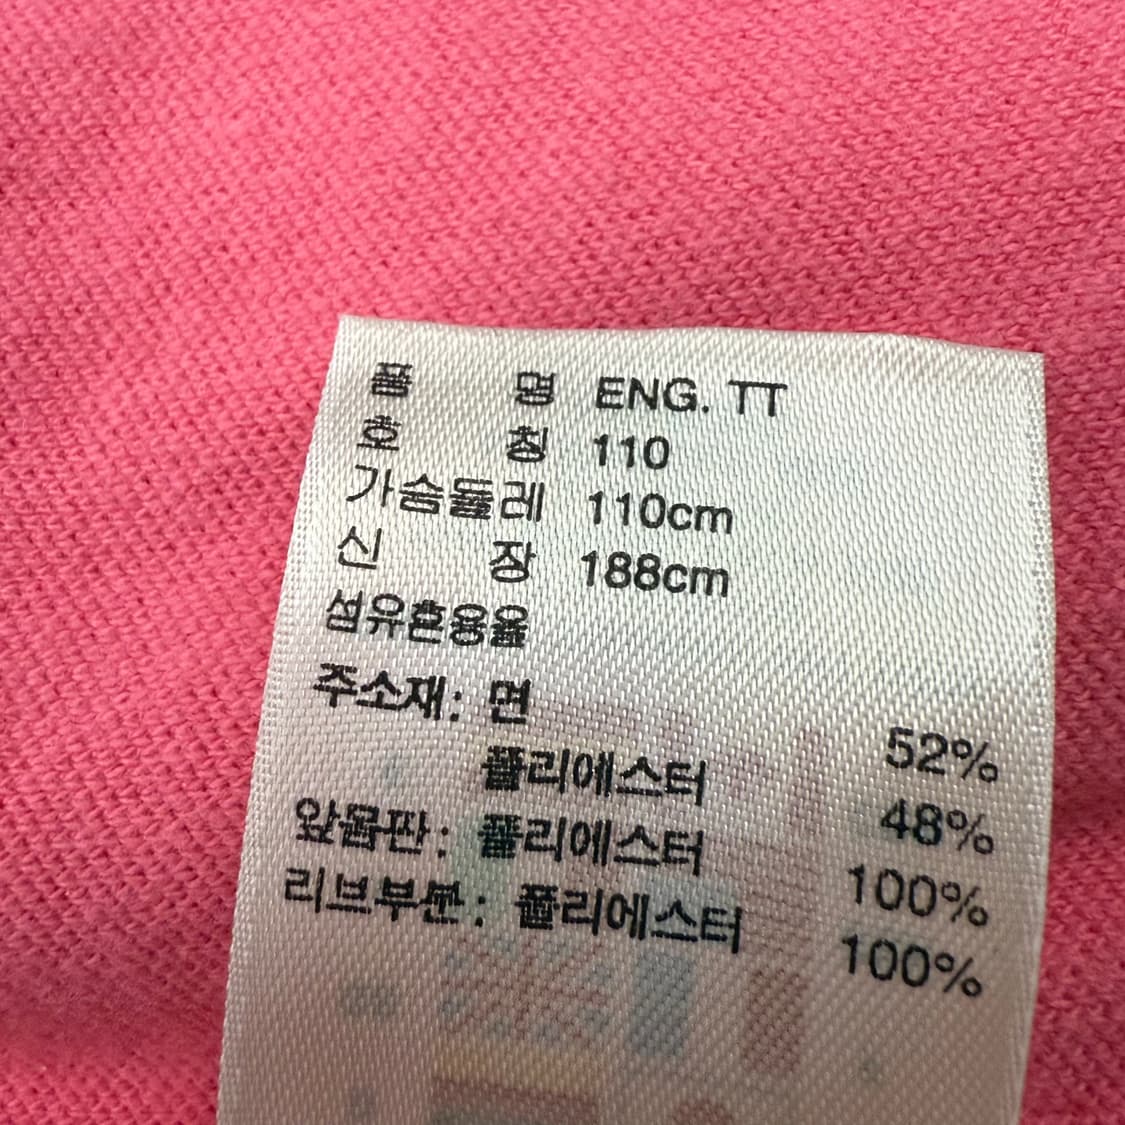 품 명 ENG. TT
호 칭 110
가슴둘레 110cm
신 장 188cm
섬유혼용율
주소재: 면 52%
폴리에스터 48%
앞몸판: 폴리에스터 100%
리브부분: 폴리에스터 100%